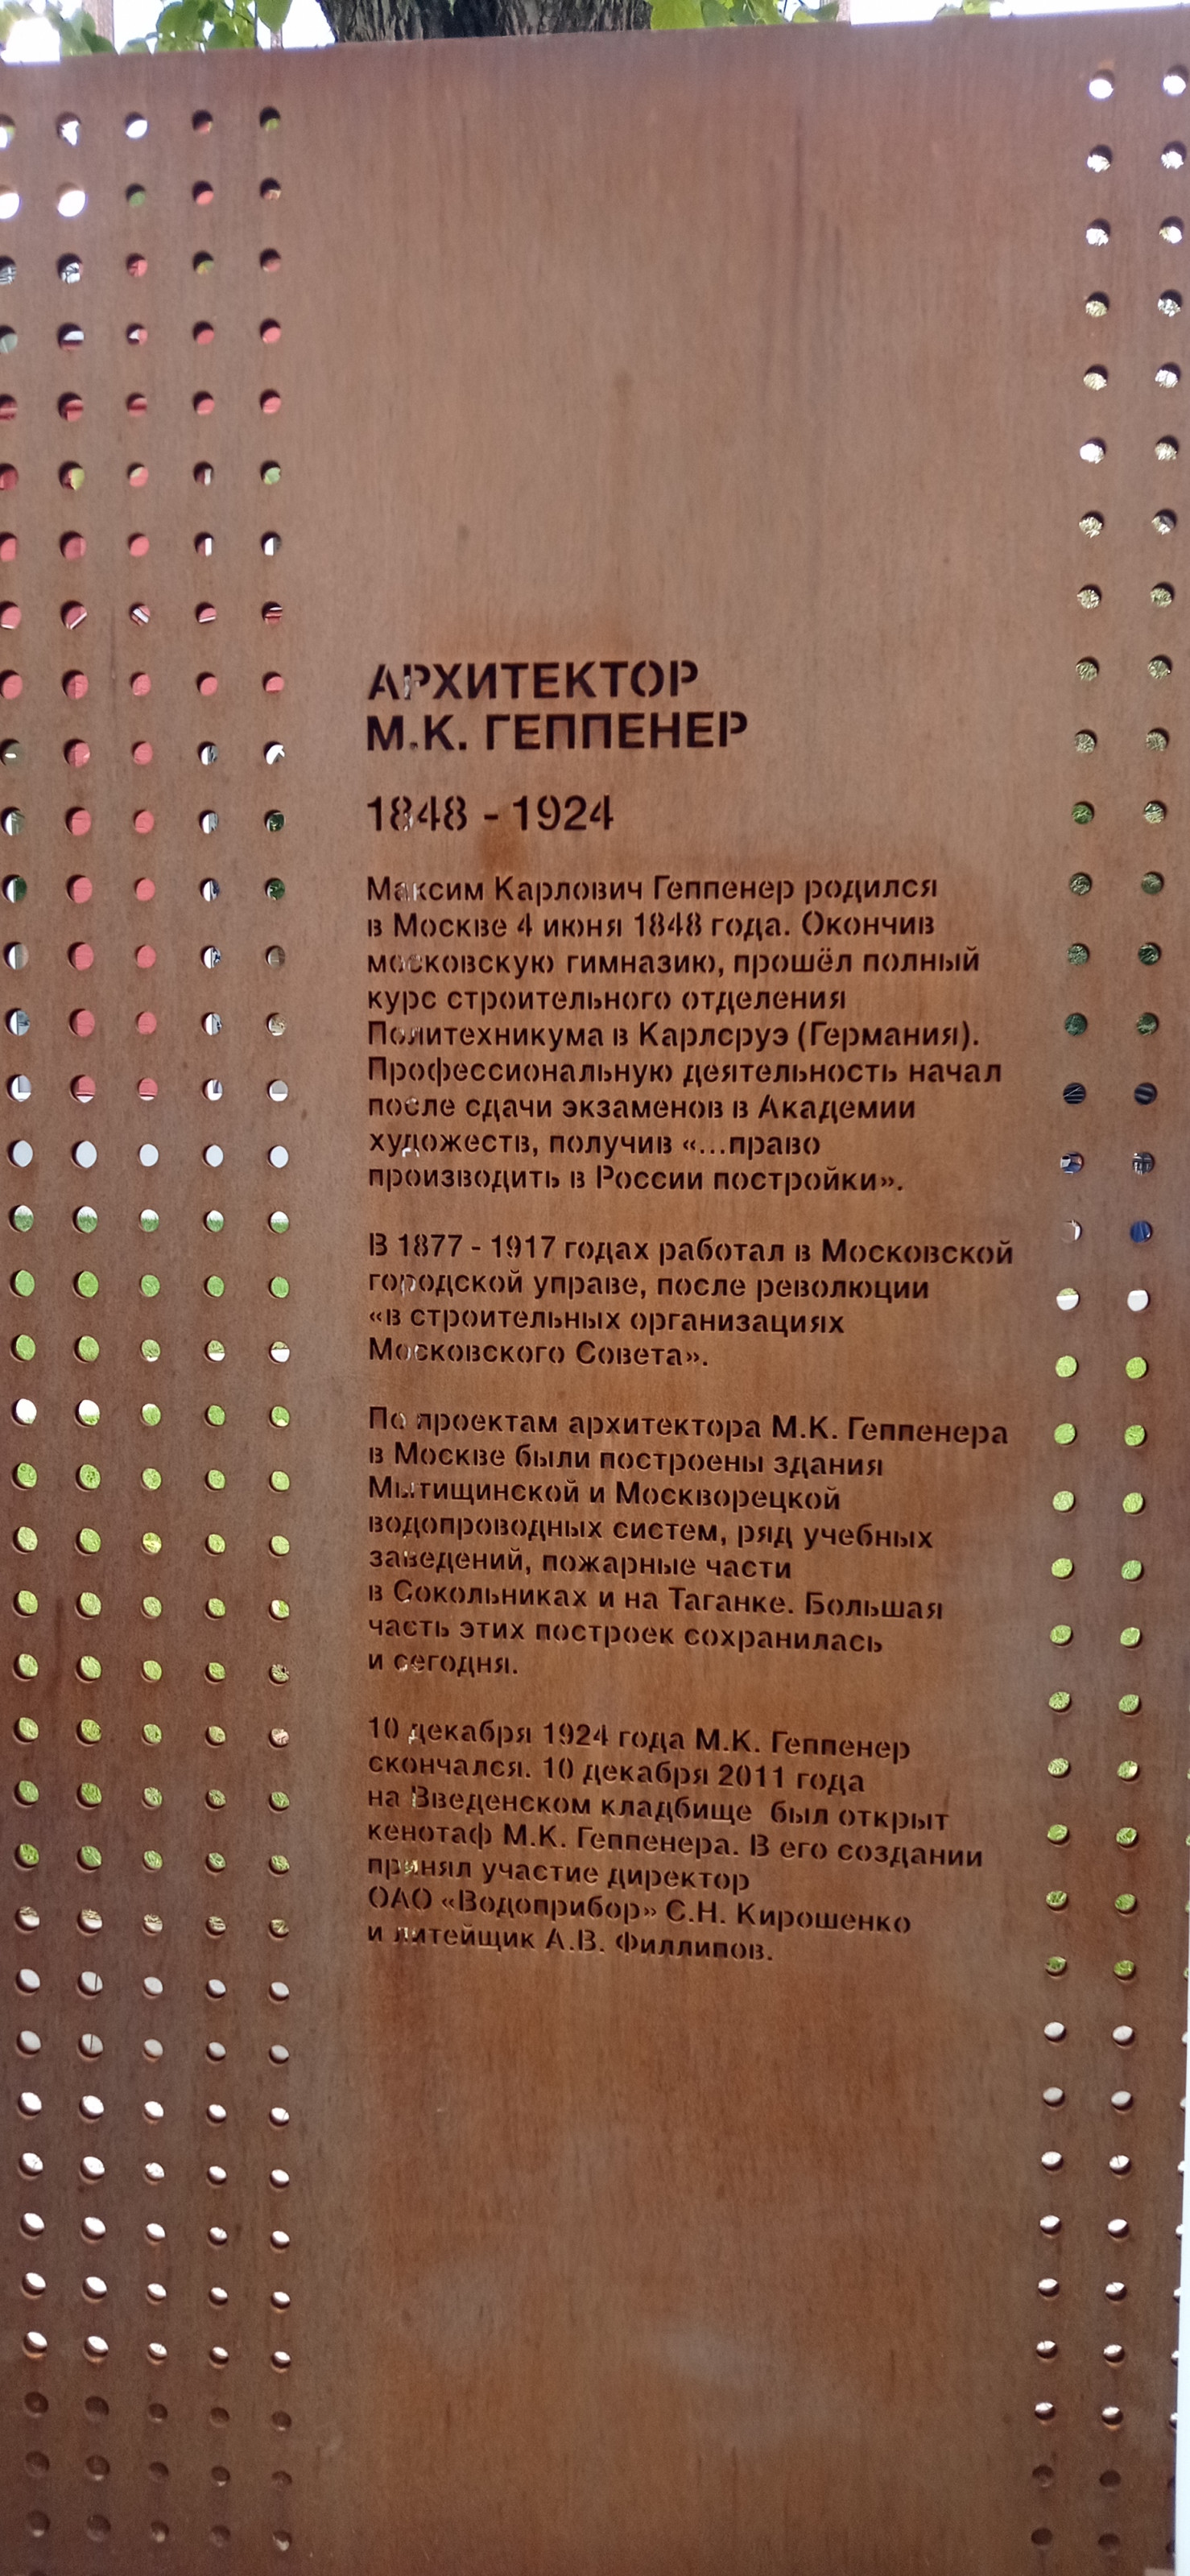 АРХИТЕКТОР
М.К. ГЕППЕНЕР
1848 - 1924
Максим Карлович Геппенер родился
в Москве 4 июня 1848 года. Окончив
московскую гимназию, прошёл полный
курс строительного отделения
Политехникума в Карлсруэ (Германия).
Профессиональную деятельность начал
после сдачи экзаменов в Академии
художеств, получив «...право
производить в России постройки».
В 1877 - 1917 годах работал в Московской
городской управе, после революции
«в строительных организациях
Московского Совета».
По проектам архитектора М.К. Геппенера
в Москве были построены здания
Мытищинской и Москворецкой
водопроводных систем, ряд учебных
заведений, пожарные части
в Сокольниках и на Таганке. Большая
часть этих построек сохранилась
и сегодня.
10 декабря 1924 года М.К. Геппенер
скончался. 10 декабря 2011 года
на Введенском кладбище был открыт
кенотаф М.К. Геппенера. В его создании
принял участие директор
ОАО «Водоприбор» С.Н. Кирошенко
и литейщик А.В. Филлипов.